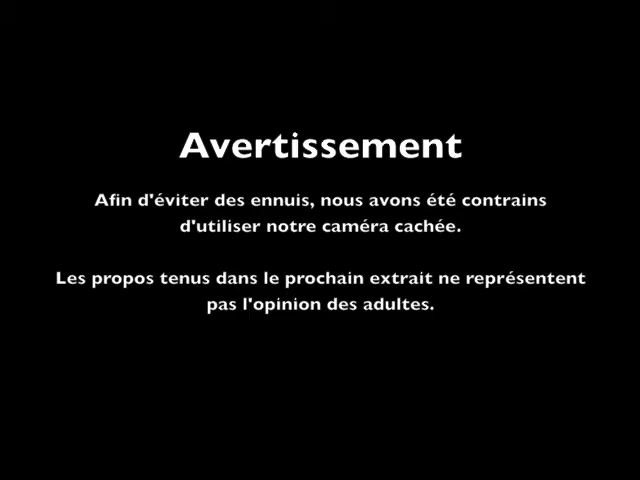 Avertissement
Afin d'éviter des ennuis, nous avons été contrains
d'utiliser notre caméra cachée.
Les propos tenus dans le prochain extrait ne représentent
pas l'opinion des adultes.